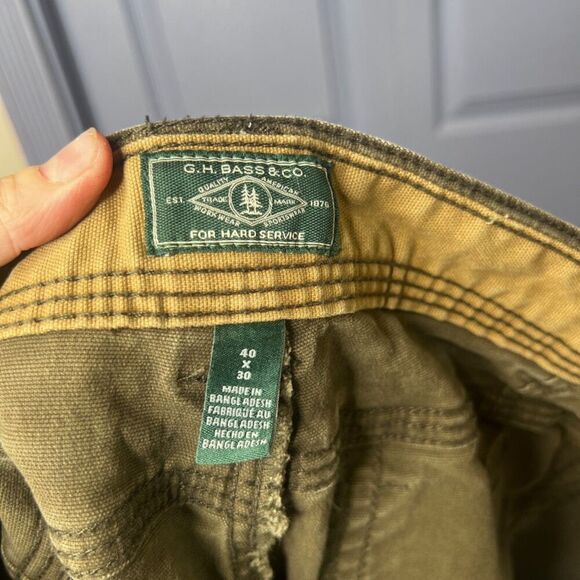 G.H. BASS & CO.
QUALITY AMERICAN
EST. TRADE MARK 1876
WORKWEAR SPORTSWEAR
FOR HARD SERVICE
40
X
30
MADE IN
BANGLADESH
FABRIQUÉ AU
BANGLADESH
HECHO EN
BANGLADESH